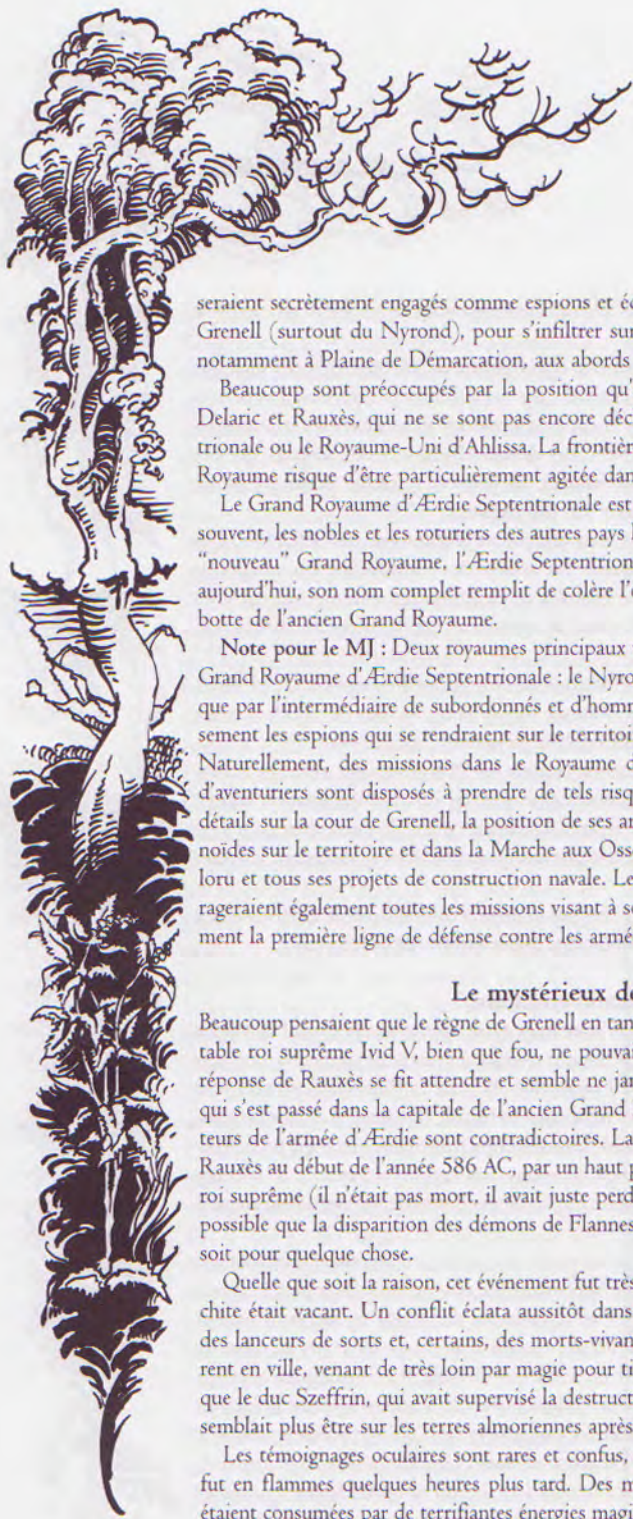 seraient secrètement engagés comme espions et éc
Grenell (surtout du Nyrond), pour s'infiltrer sur
notamment à Plaine de Démarcation, aux abords
Beaucoup sont préoccupés par la position qu'
Delaric et Rauxès, qui ne se sont pas encore décl
trionale ou le Royaume-Uni d'Ahlissa. La frontièr
Royaume risque d'être particulièrement agitée dan
Le Grand Royaume d'Ærdie Septentrionale est
souvent, les nobles et les roturiers des autres pays
“nouveau” Grand Royaume, l'Ærdie Septentrion
aujourd'hui, son nom complet remplit de colère l'
botte de l'ancien Grand Royaume.
Note pour le MJ : Deux royaumes principaux
Grand Royaume d'Ærdie Septentrionale : le Nyro
que par l'intermédiaire de subordonnés et d'homm
sement les espions qui se rendraient sur le territoi
Naturellement, des missions dans le Royaume d
d'aventuriers sont disposés à prendre de tels risq
détails sur la cour de Grenell, la position de ses ar
noïdes sur le territoire et dans la Marche aux Oss
loru et tous ses projets de construction navale. Le
rageraient également toutes les missions visant à se
ment la première ligne de défense contre les armé
Le mystérieux de
Beaucoup pensaient que le règne de Grenell en tan
table roi suprême Ivid V, bien que fou, ne pouvai
réponse de Rauxès se fit attendre et semble ne jan
qui s'est passé dans la capitale de l'ancien Grand
teurs de l'armée d'Ærdie sont contradictoires. La
Rauxès au début de l'année 586 AC, par un haut p
roi suprême (il n'était pas mort, il avait juste perd
possible que la disparition des démons de Flannes
soit pour quelque chose.
Quelle que soit la raison, cet événement fut très
chite était vacant. Un conflit éclata aussitôt dans
des lanceurs de sorts et, certains, des morts-vivan
rent en ville, venant de très loin par magie pour ti
que le duc Szeffrin, qui avait supervisé la destruct
semblait plus être sur les terres almoriennes après
Les témoignages oculaires sont rares et confus,
fut en flammes quelques heures plus tard. Des m
étaient consumées par de terrifiantes énergies magi